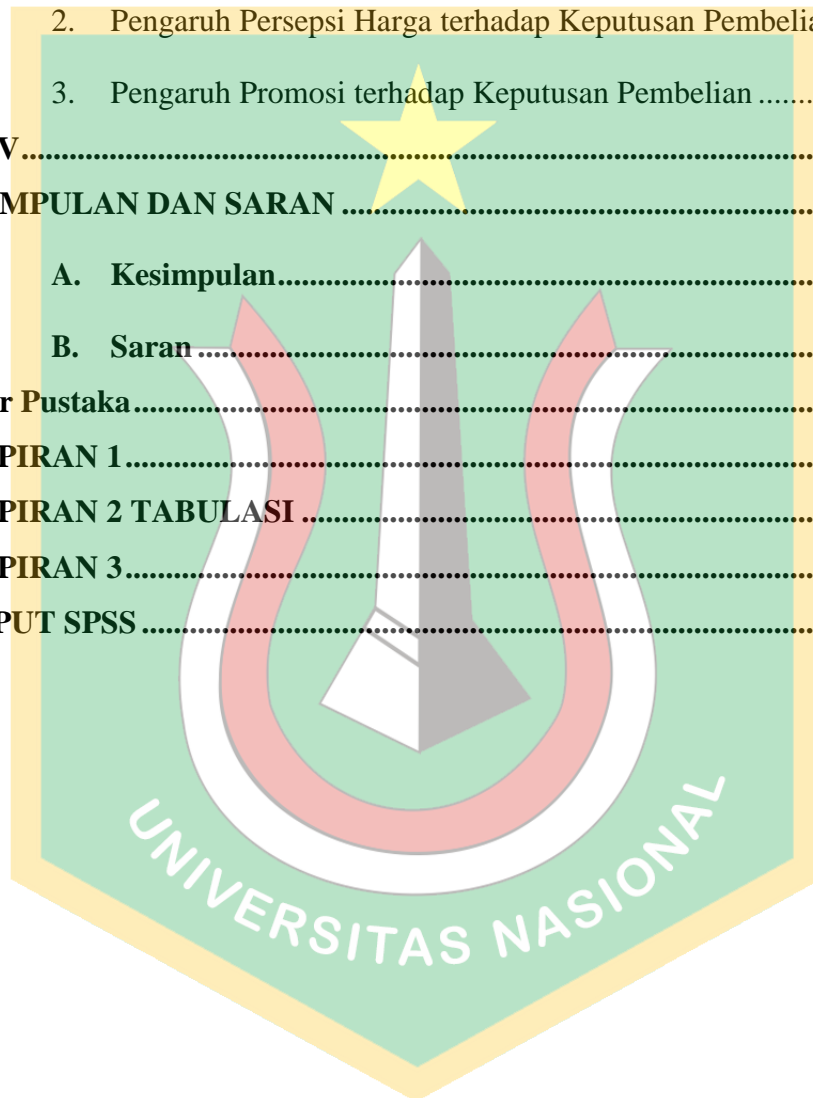 2. Pengaruh Persepsi Harga terhadap Keputusan Pembelia
3. Pengaruh Promosi terhadap Keputusan Pembelian .......
V....................................................................................................
MPULAN DAN SARAN ............................................................
A. Kesimpulan....................................................................
B. Saran ..............................................................................
r Pustaka......................................................................................
PIRAN 1.......................................................................................
PIRAN 2 TABULASI .................................................................
PIRAN 3.......................................................................................
PUT SPSS .....................................................................................
UNIVERSITAS NASIONAL